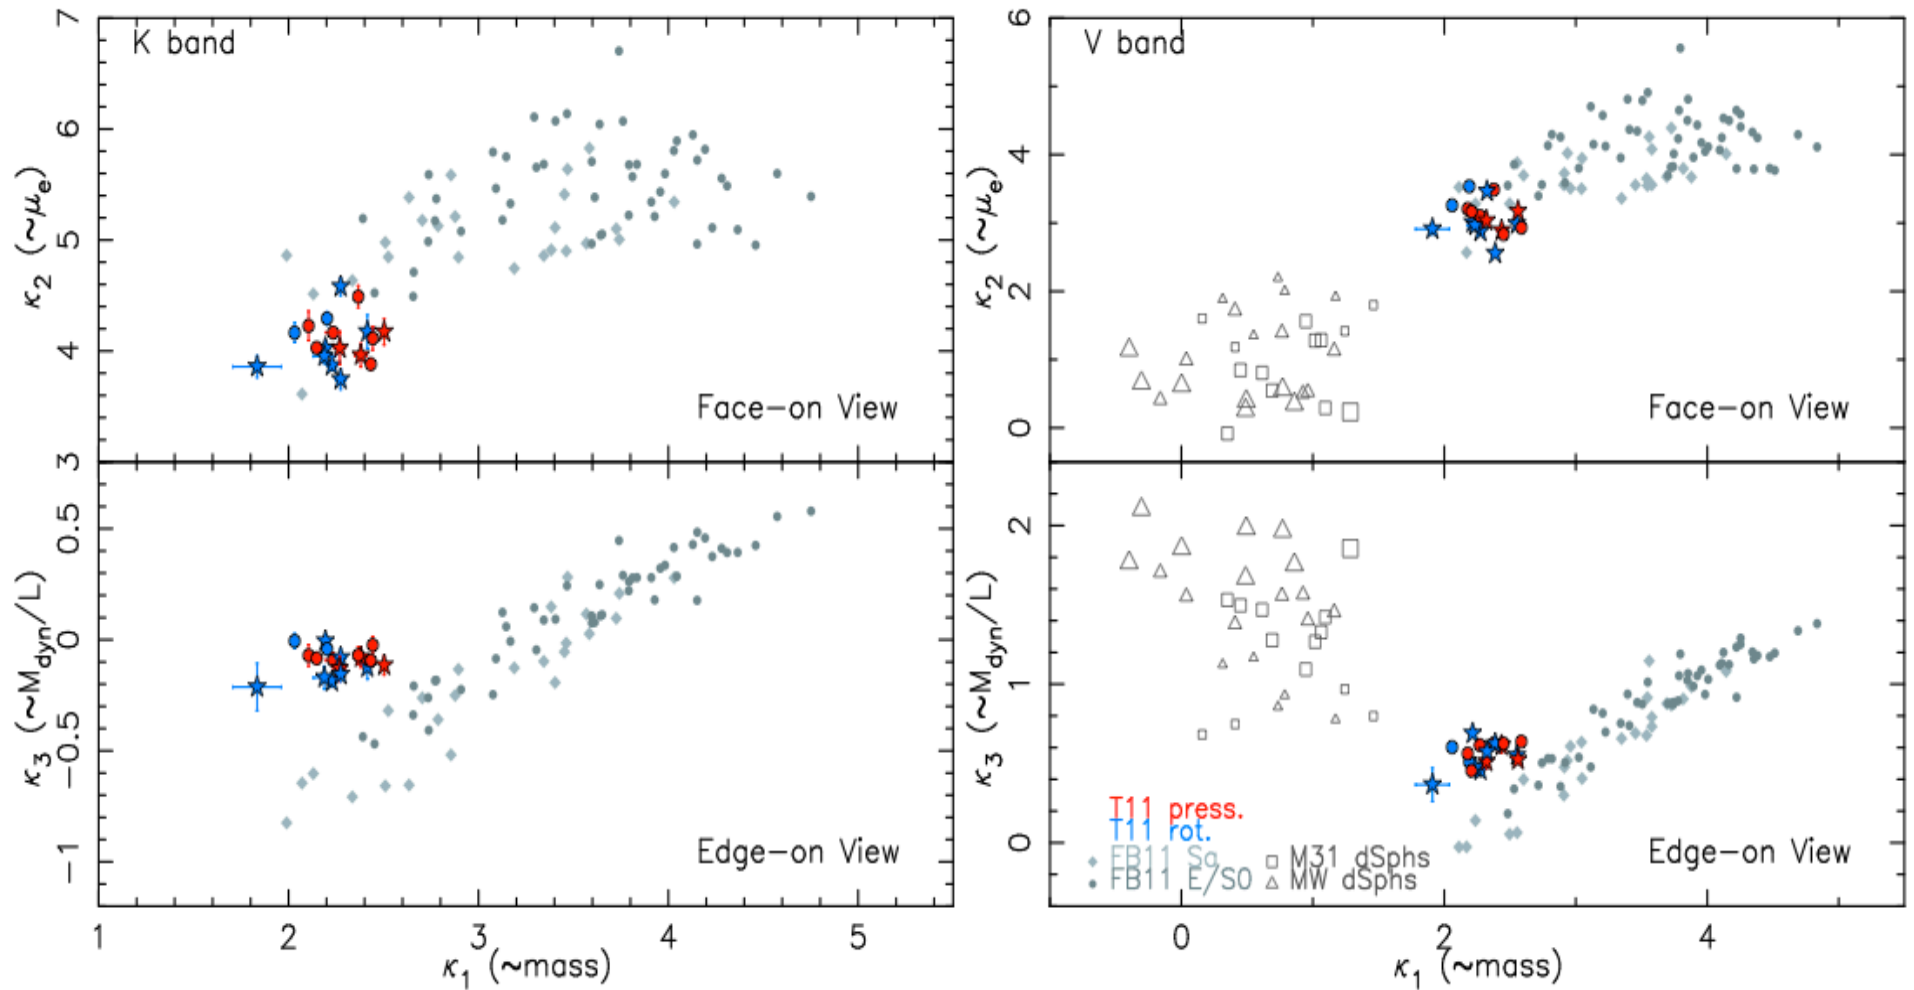 K band
7
6
5
4
3
κ₂ (~μₑ)
Face-on View
V band
6
4
2
0
κ₂ (~μₑ)
Face-on View
0.5
0
-0.5
-1
κ₃ (~M_dyn/L)
Edge-on View
1 2 3 4 5
κ₁ (~mass)
2
1
0
κ₃ (~M_dyn/L)
T11 press.
T11 rot.
FB11 Sa
FB11 E/S0
M31 dSphs
MW dSphs
Edge-on View
0 2 4
κ₁ (~mass)